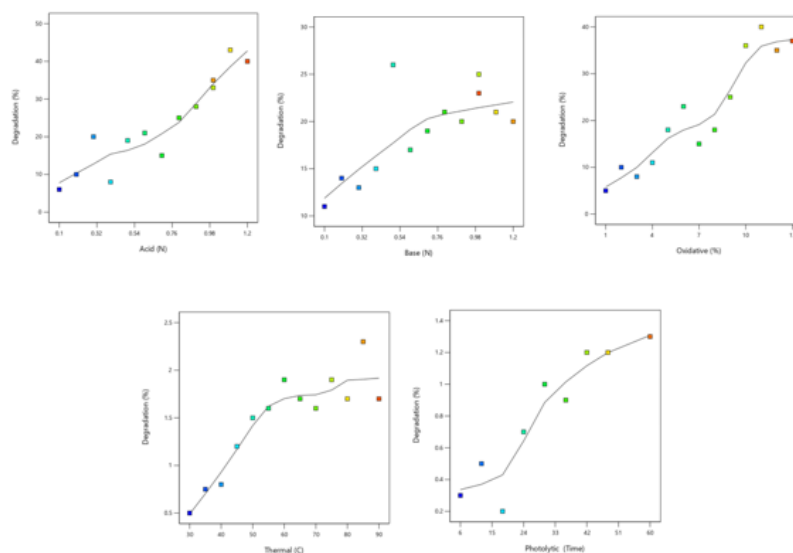 50
40
30
20
10
0
Degradation (%)
0.1 0.32 0.54 0.76 0.98 1.2
Acid (N)
30
25
20
15
10
Degradation (%)
0.1 0.32 0.54 0.76 0.98 1.2
Base (N)
40
30
20
10
0
Degradation (%)
1 4 7 10
Oxidative (%)
2.5
2
1.5
1
0.5
Degradation (%)
30 40 50 60 70 80 90
Thermal (C)
1.4
1.2
1
0.8
0.6
0.4
0.2
Degradation (%)
6 15 24 33 42 51 60
Photolytic (Time)